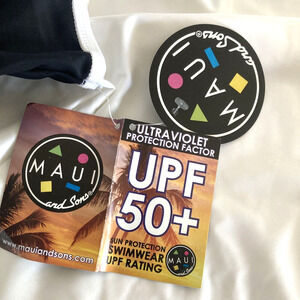 MAUI
and Sons®
MAUI
and Sons®
www.mauiandsons.com
ULTRAVIOLET
PROTECTION FACTOR
UPF
50+
SUN PROTECTION
SWIMWEAR
UPF RATING
MAUI